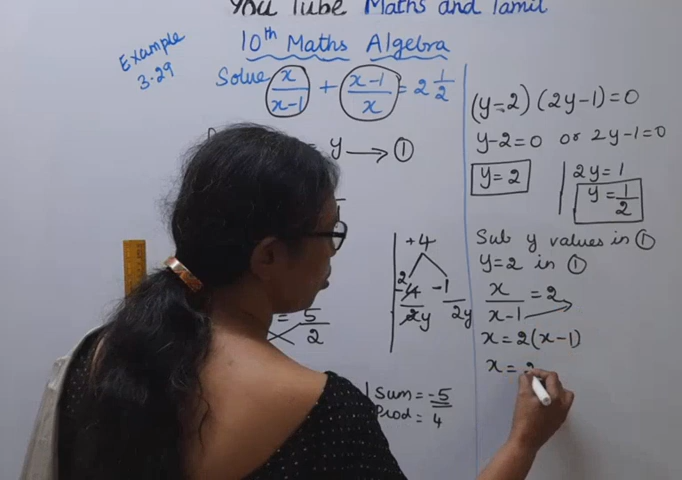 You Tube Maths and Tamil
10th Maths Algebra
Example
3.29
Solve x/(x-1) + (x-1)/x = 2 1/2
= y → ①
= 5/2
+4
2
-4/2y -1/2y
Sum = -5
Prod = 4
(y-2) (2y-1)=0
y-2=0 or 2y-1=0
y=2 | 2y=1
y=1/2
Sub y values in ①
y=2 in ①
x/(x-1) = 2
x=2(x-1)
x=